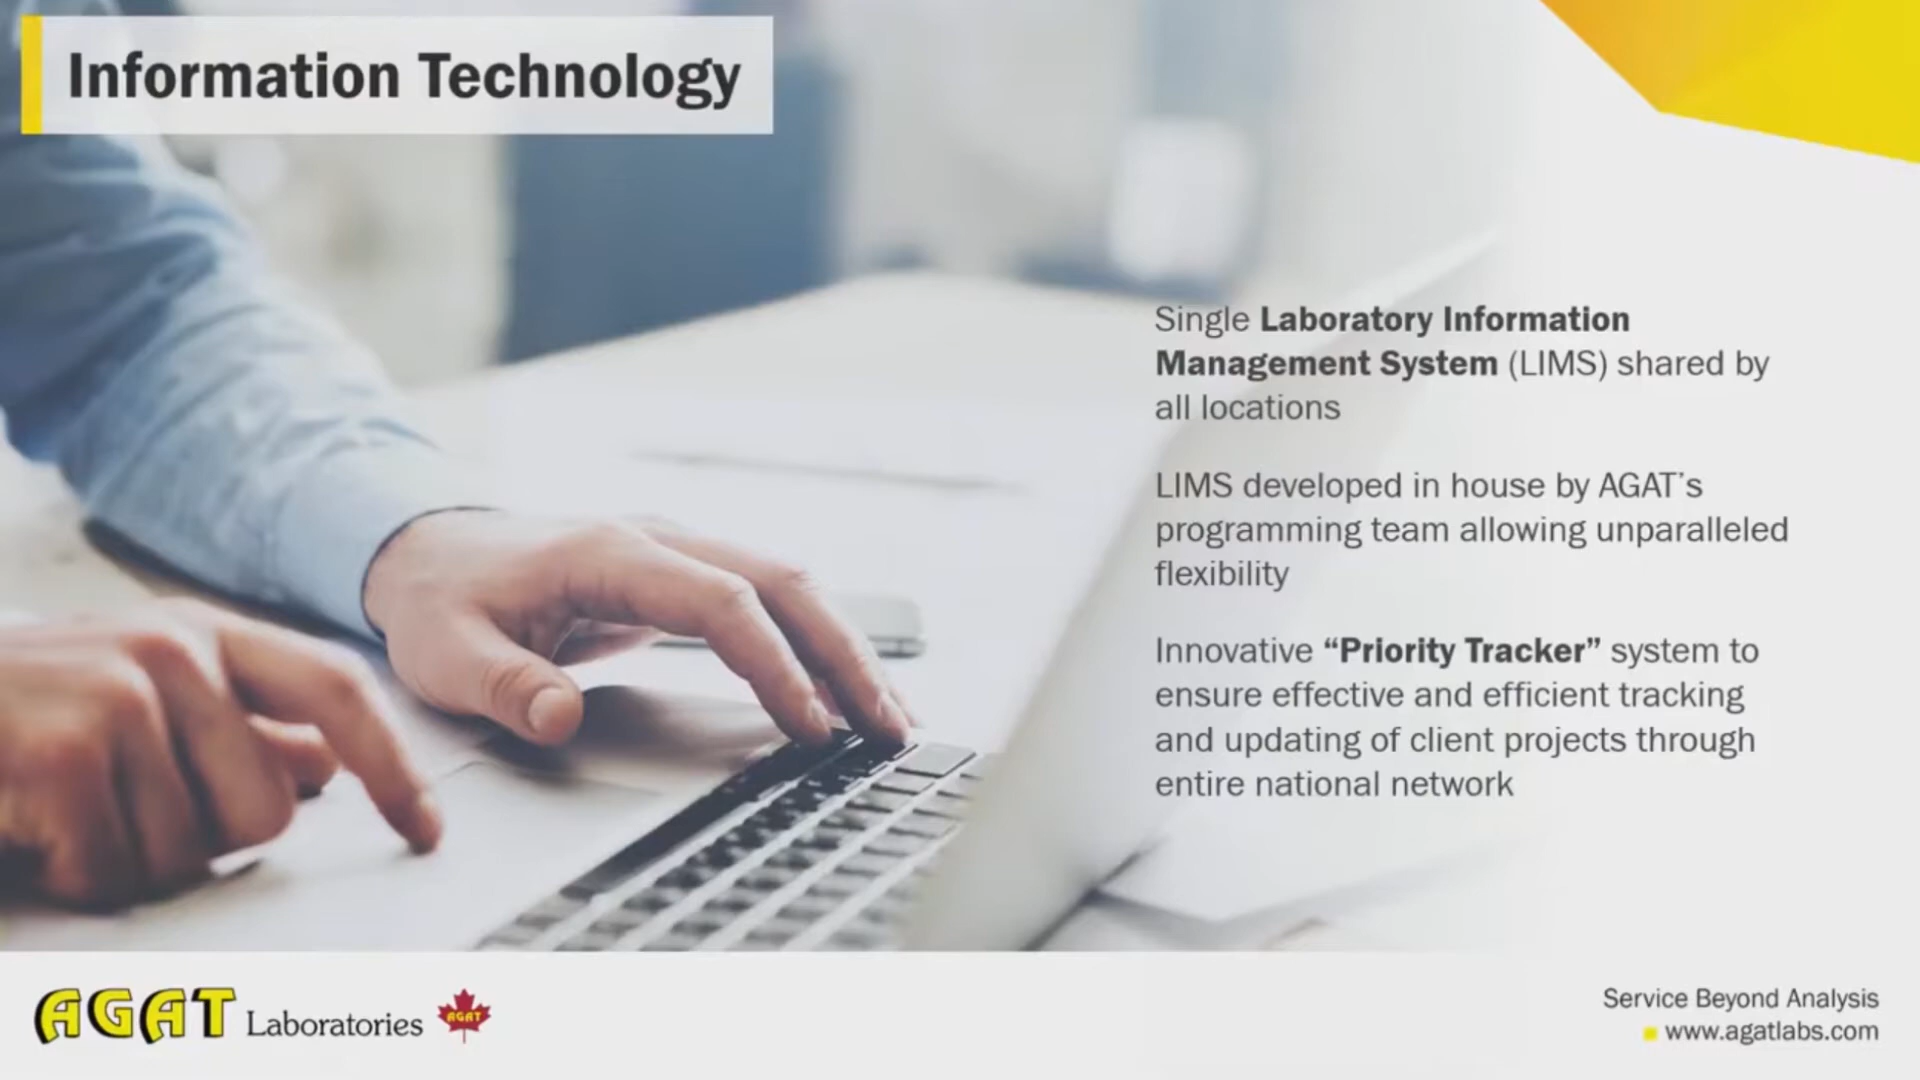 Information Technology
Single Laboratory Information
Management System (LIMS) shared by
all locations
LIMS developed in house by AGAT's
programming team allowing unparalleled
flexibility
Innovative “Priority Tracker” system to
ensure effective and efficient tracking
and updating of client projects through
entire national network
AGAT Laboratories AGAT
Service Beyond Analysis
www.agatlabs.com